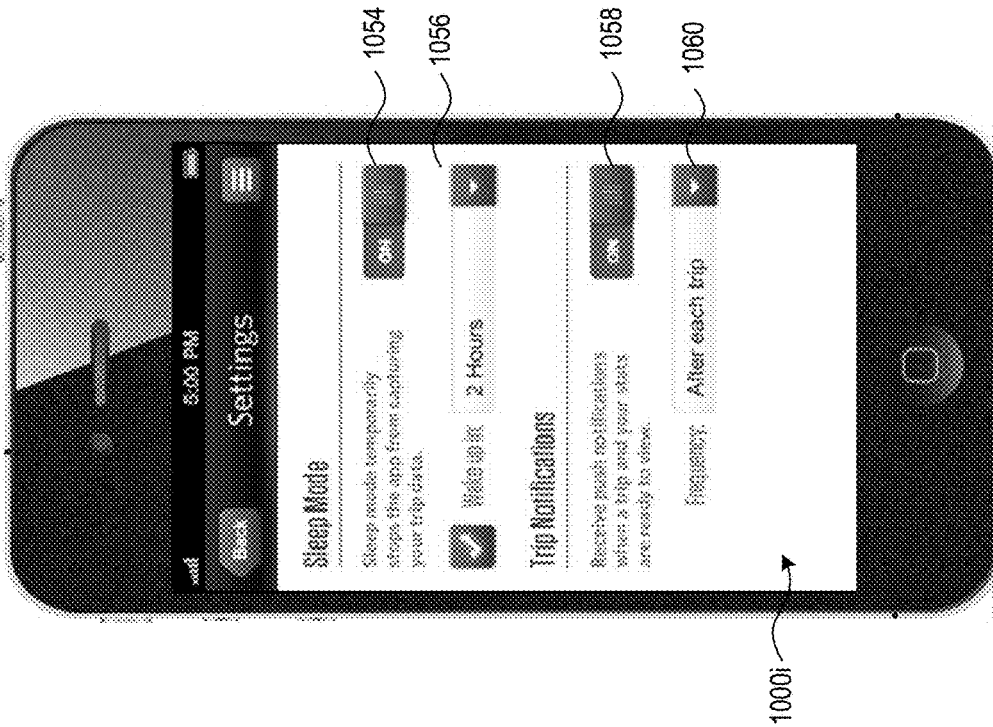 5:00 PM
Back
Settings
Sleep Mode
Sleep mode temporarily
stops the app from capturing
your trip data.
ON
1054
Wake up in:
2 Hours
1056
Trip Notifications
Receive push notifications
when a trip and your stats
are ready to view.
ON
1058
Frequency:
After each trip
1060
1000i